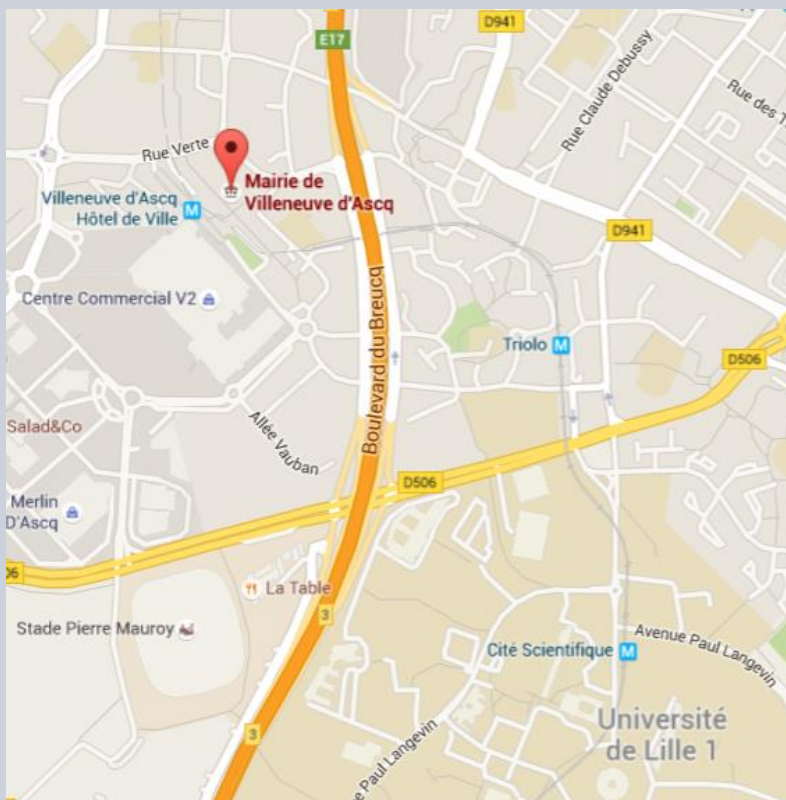 E17
D941
Rue Claude Debussy
Rue des T
Rue Verte
Mairie de
Villeneuve d'Ascq
Villeneuve d'Ascq
Hôtel de Ville
M
D941
Centre Commercial V2
Boulevard du Breucq
Triolo M
D506
Salad&Co
Allée Vauban
D506
Merlin
D'Ascq
06
La Table
3
Stade Pierre Mauroy
Avenue Paul Langevin
Cité Scientifique M
Université
de Lille 1
3
e Paul Langevin